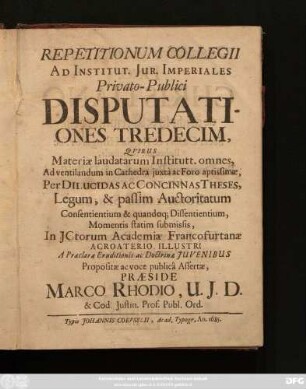 REPETITIONUM COLLEGII
AD INSTITUT. JUR. IMPERIALES
Privato-Publici
DISPUTATI-
ONES TREDECIM,
QVIBUS
Materiæ laudatarum Institutt. omnes,
Ad ventilandum in Cathedra juxtà ac Foro aptissimæ,
Per DILUCIDAS AC CONCINNAS THESES,
Legum, & passim Auctoritatum
Consentientium & quandoq; Dissentientium,
Momentis statim submissis,
In JCtorum Academiæ Francofurtanæ
ACROATERIO ILLUSTRI
A Præclaræ Eruditionis ac Doctrinæ JUVENIBUS
Propositæ ac voce publicâ Assertæ,
PRÆSIDE
MARCO RHODIO, U. J. D.
& Cod. Justin. Prof. Publ. Ord.
Typis JOHANNIS COEPSELII, Acad. Typogr. An.